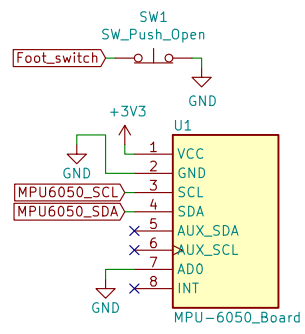 SW1
SW_Push_Open
Foot_switch
GND
+3V3
U1
1 VCC
GND 2 GND
MPU6050_SCL 3 SCL
MPU6050_SDA 4 SDA
5 AUX_SDA
6 AUX_SCL
7 AD0
8 INT
GND
MPU-6050_Board